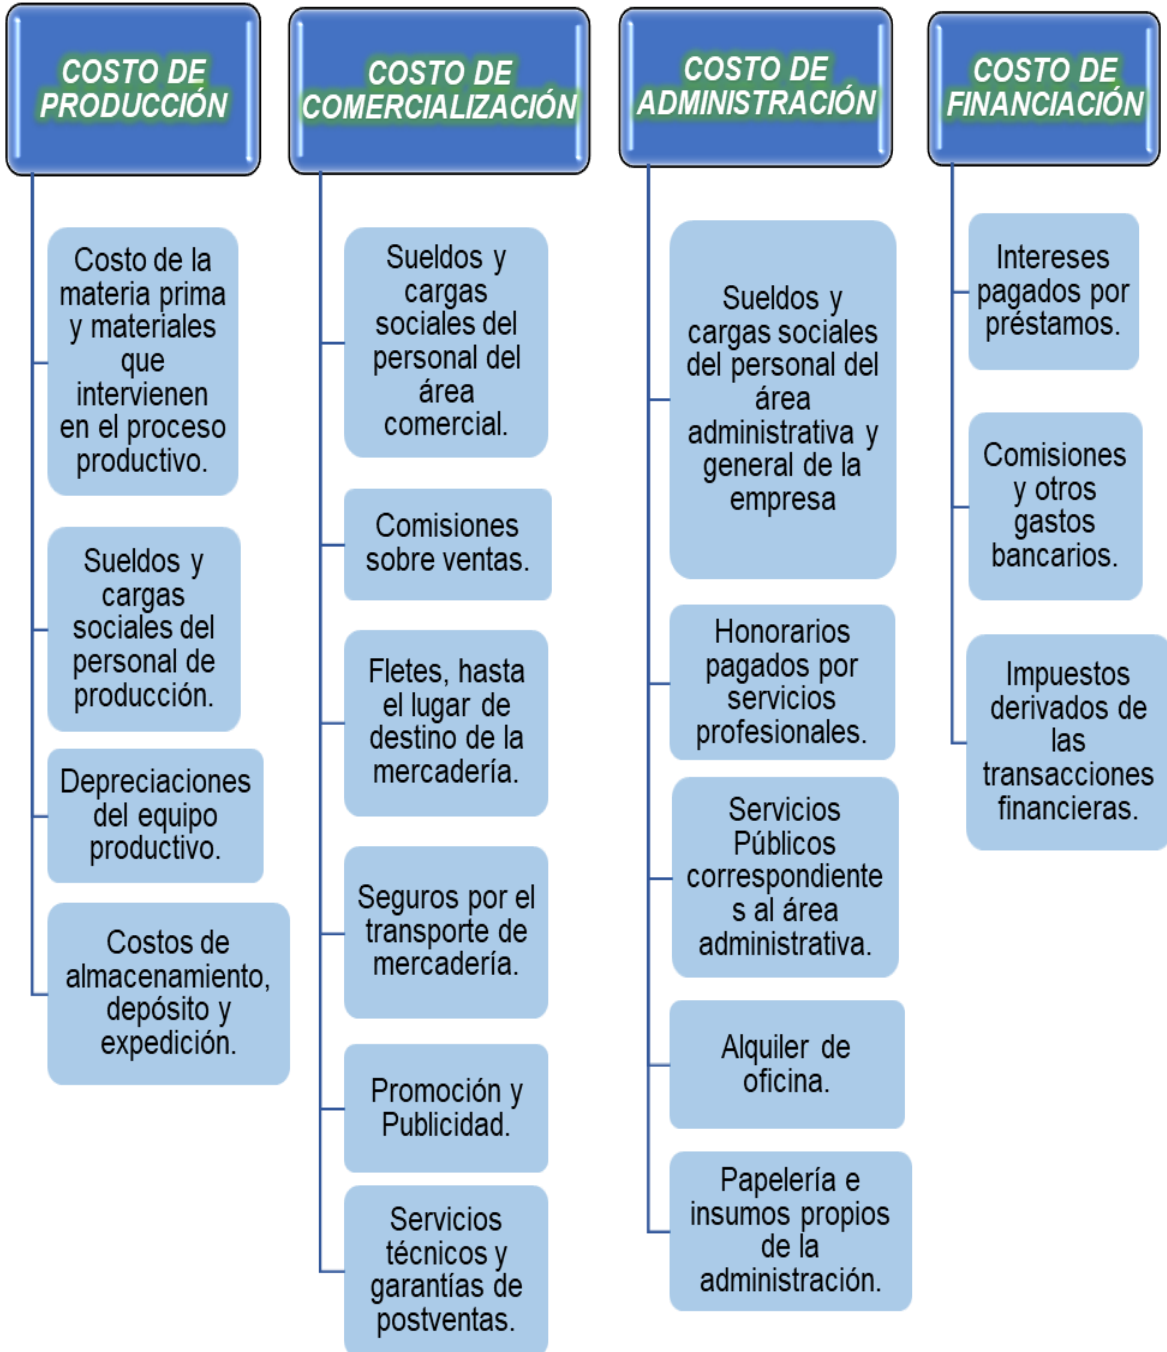 COSTO DE
PRODUCCIÓN
Costo de la
materia prima
y materiales
que
intervienen
en el proceso
productivo.
Sueldos y
cargas
sociales del
personal de
producción.
Depreciaciones
del equipo
productivo.
Costos de
almacenamiento,
depósito y
expedición.
COSTO DE
COMERCIALIZACIÓN
Sueldos y
cargas
sociales del
personal del
área
comercial.
Comisiones
sobre ventas.
Fletes, hasta
el lugar de
destino de la
mercadería.
Seguros por el
transporte de
mercadería.
Promoción y
Publicidad.
Servicios
técnicos y
garantías de
postventas.
COSTO DE
ADMINISTRACIÓN
Sueldos y
cargas sociales
del personal del
área
administrativa y
general de la
empresa
Honorarios
pagados por
servicios
profesionales.
Servicios
Públicos
correspondiente
s al área
administrativa.
Alquiler de
oficina.
Papelería e
insumos propios
de la
administración.
COSTO DE
FINANCIACIÓN
Intereses
pagados por
préstamos.
Comisiones
y otros
gastos
bancarios.
Impuestos
derivados de
las
transacciones
financieras.